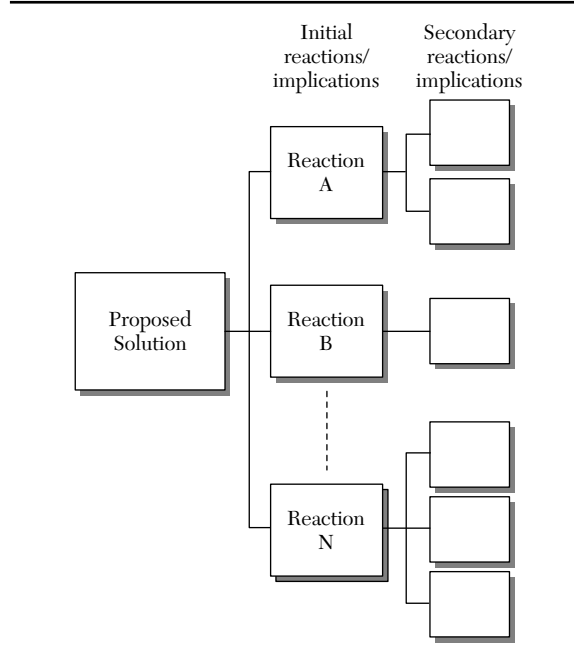 Initial
reactions/
implications
Secondary
reactions/
implications
Reaction
A
Proposed
Solution
Reaction
B
Reaction
N